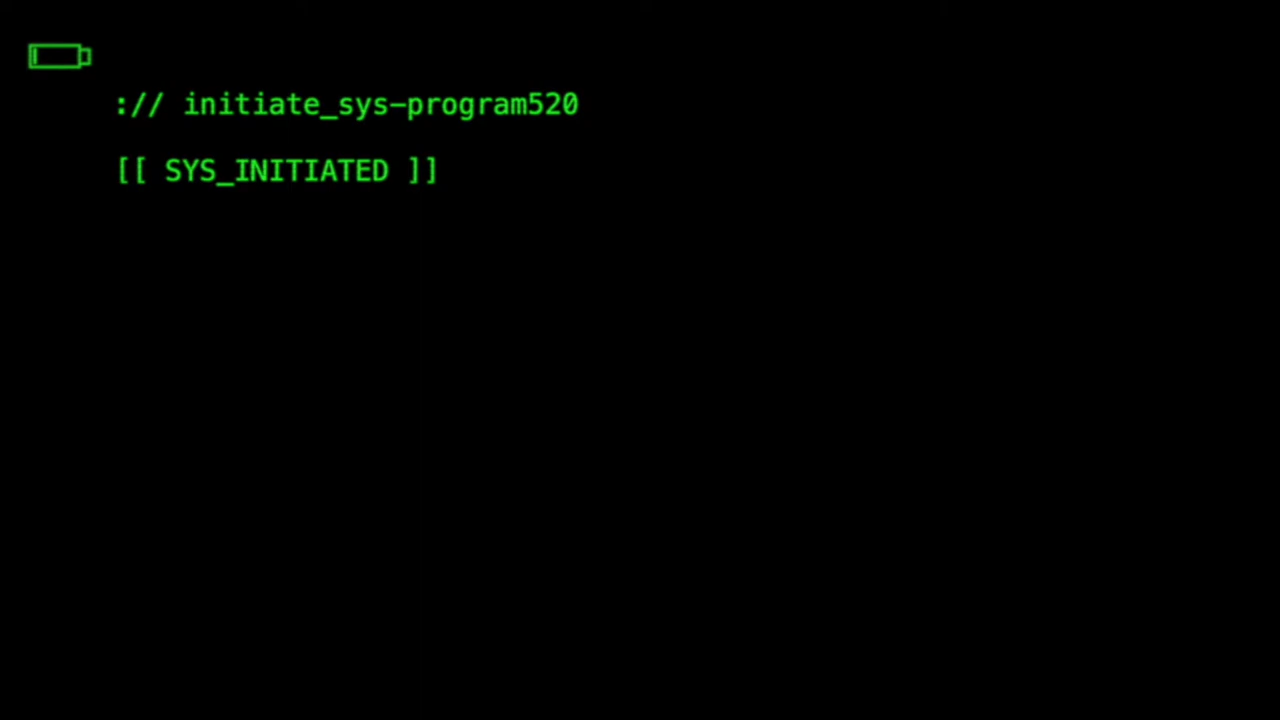 :// initiate_sys-program520
[[ SYS_INITIATED ]]